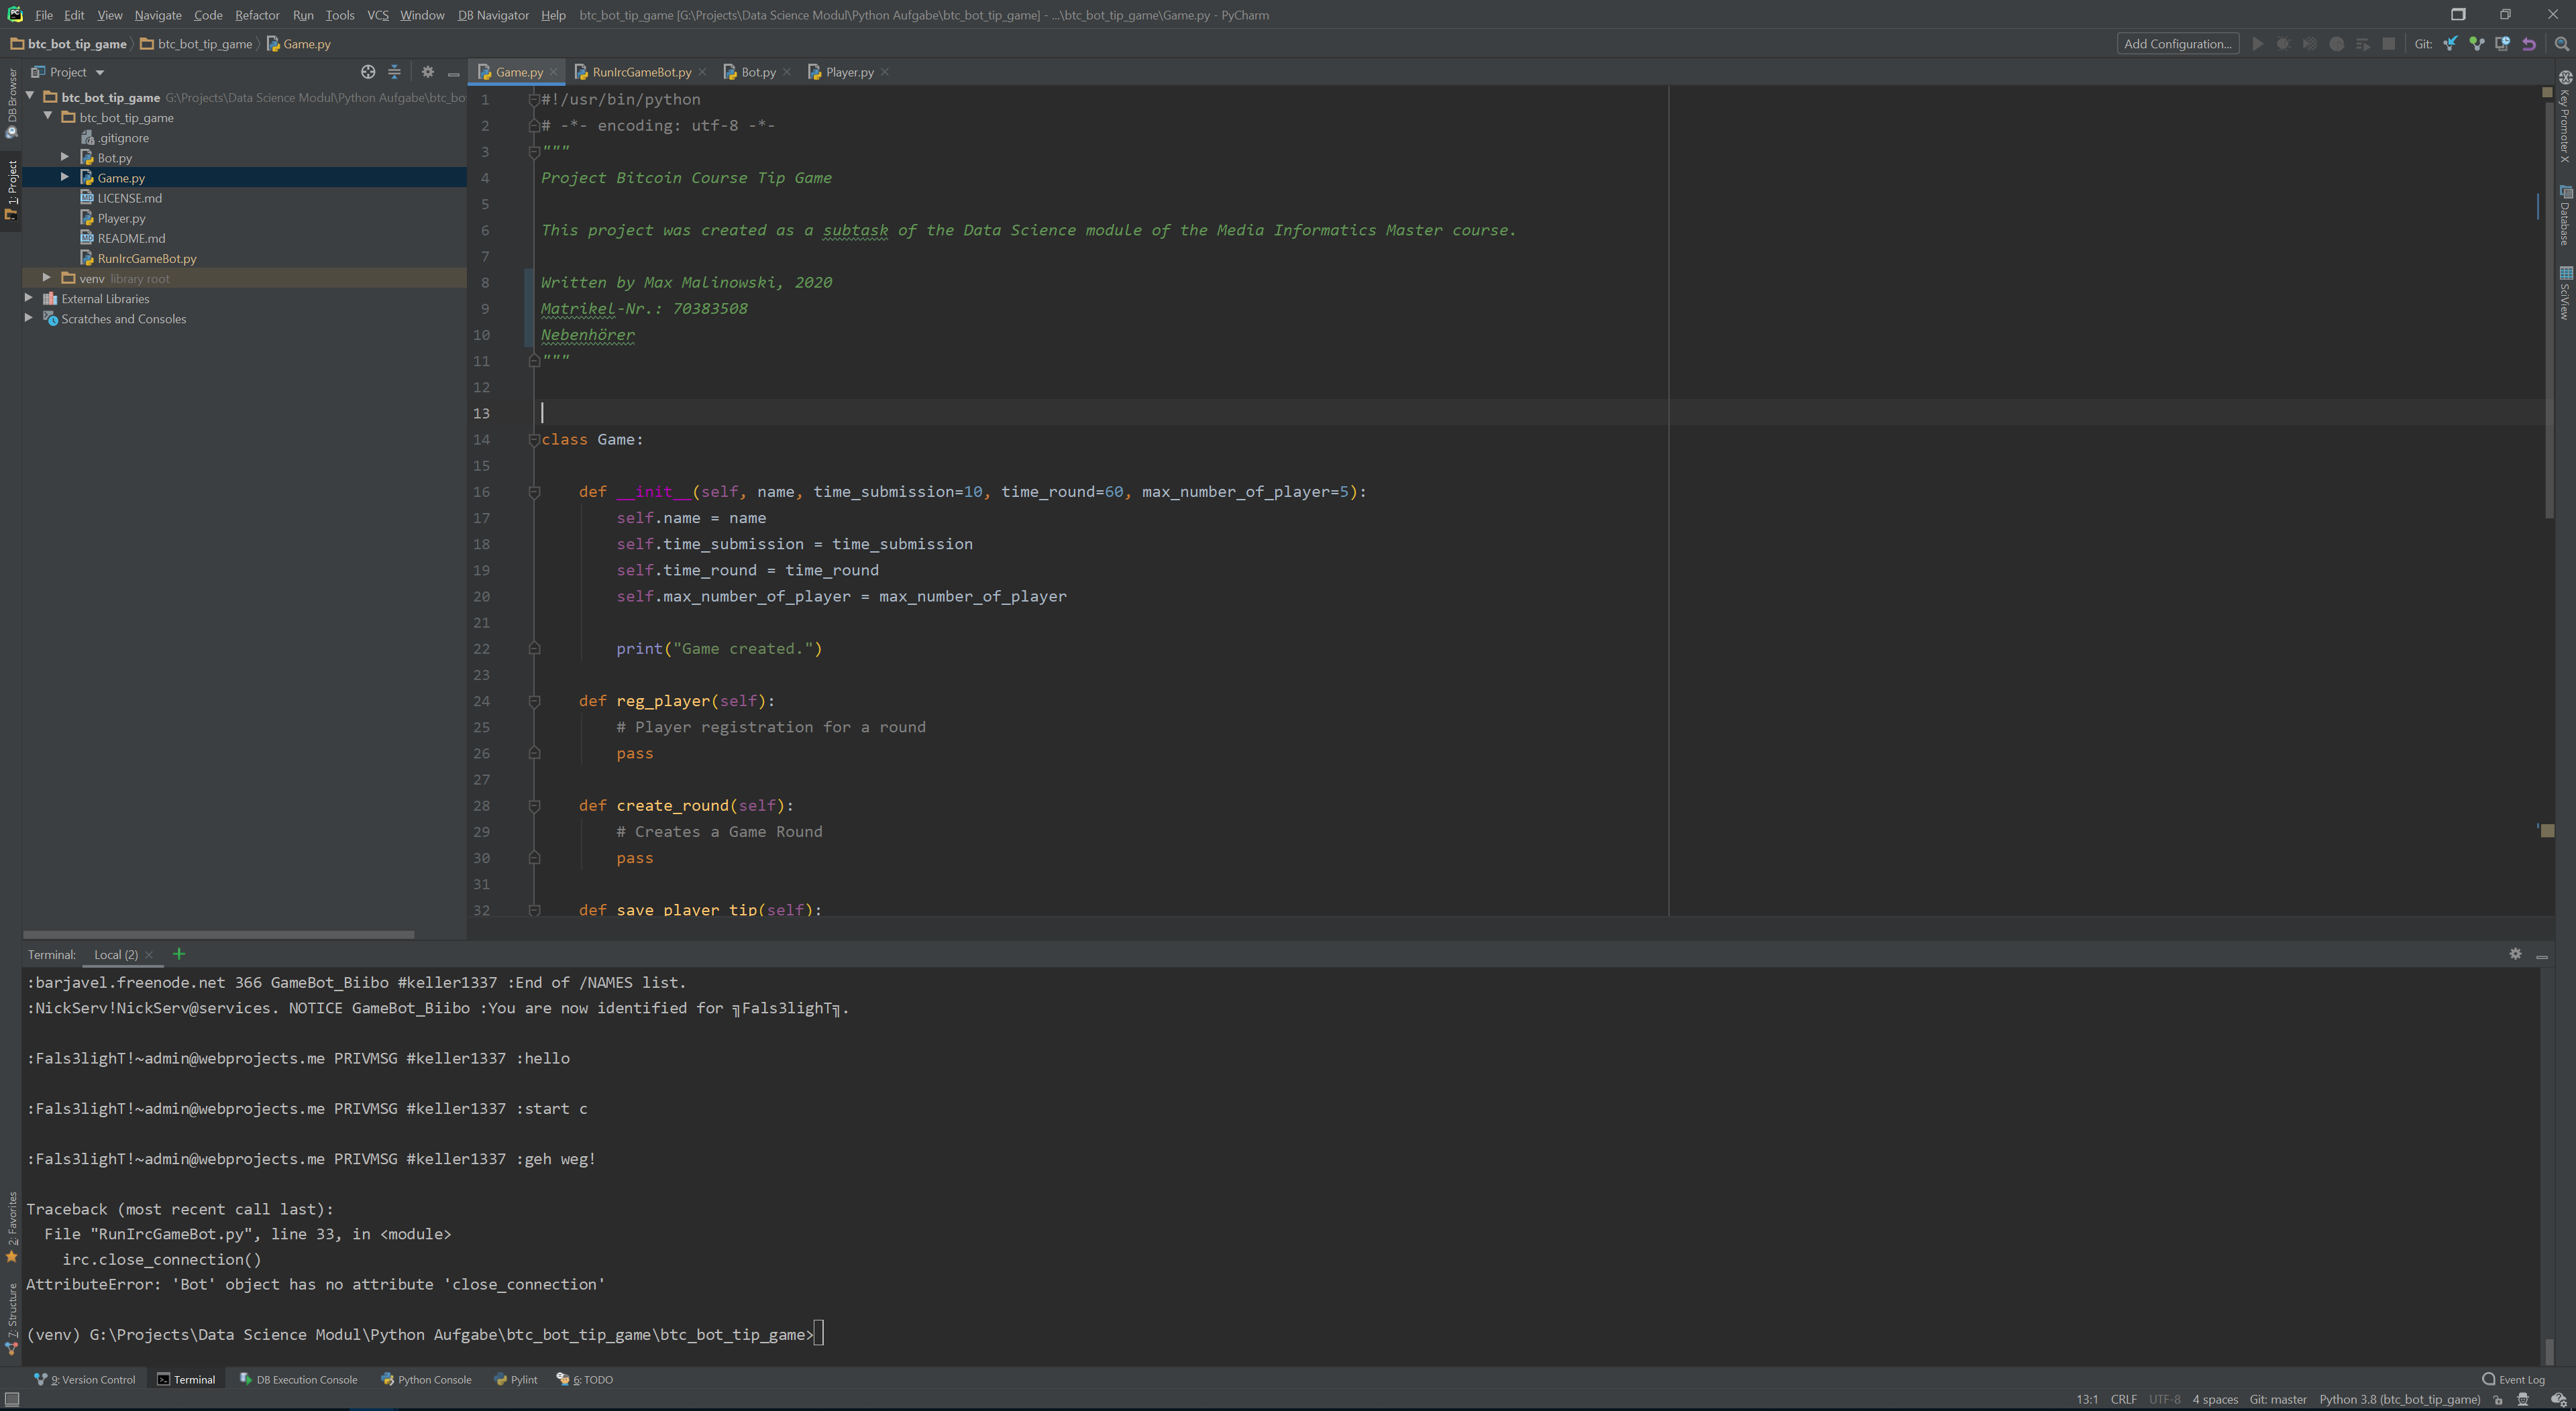 File Edit View Navigate Code Refactor Run Tools VCS Window DB Navigator Help btc_bot_tip_game [G:\Projects\Data Science Modul\Python Aufgabe\btc_bot_tip_game] - ...\btc_bot_tip_game\Game.py - PyCharm
btc_bot_tip_game btc_bot_tip_game Game.py Add Configuration... Git:
Project
Game.py RunIrcGameBot.py Bot.py Player.py
DB Browser
1: Project
btc_bot_tip_game G:\Projects\Data Science Modul\Python Aufgabe\btc_bo
btc_bot_tip_game
.gitignore
Bot.py
Game.py
LICENSE.md
Player.py
README.md
RunIrcGameBot.py
venv library root
External Libraries
Scratches and Consoles
1 #!/usr/bin/python
2 # -*- encoding: utf-8 -*-
3 """
4 Project Bitcoin Course Tip Game
5
6 This project was created as a subtask of the Data Science module of the Media Informatics Master course.
7
8 Written by Max Malinowski, 2020
9 Matrikel-Nr.: 70383508
10 Nebenhörer
11 """
12
13
14 class Game:
15
16 def __init__(self, name, time_submission=10, time_round=60, max_number_of_player=5):
17 self.name = name
18 self.time_submission = time_submission
19 self.time_round = time_round
20 self.max_number_of_player = max_number_of_player
21
22 print("Game created.")
23
24 def reg_player(self):
25 # Player registration for a round
26 pass
27
28 def create_round(self):
29 # Creates a Game Round
30 pass
31
32 def save_player_tip(self):
Key Promoter X
Database
SciView
Terminal: Local (2)
:barjavel.freenode.net 366 GameBot_Biibo #keller1337 :End of /NAMES list.
:NickServ!NickServ@services. NOTICE GameBot_Biibo :You are now identified for ╗Fals3lighT╗.
:Fals3lighT!~admin@webprojects.me PRIVMSG #keller1337 :hello
:Fals3lighT!~admin@webprojects.me PRIVMSG #keller1337 :start c
:Fals3lighT!~admin@webprojects.me PRIVMSG #keller1337 :geh weg!
Traceback (most recent call last):
File "RunIrcGameBot.py", line 33, in <module>
irc.close_connection()
AttributeError: 'Bot' object has no attribute 'close_connection'
(venv) G:\Projects\Data Science Modul\Python Aufgabe\btc_bot_tip_game\btc_bot_tip_game>
2: Favorites
7: Structure
9: Version Control Terminal DB Execution Console Python Console Pylint 6: TODO Event Log
13:1 CRLF UTF-8 4 spaces Git: master Python 3.8 (btc_bot_tip_game)